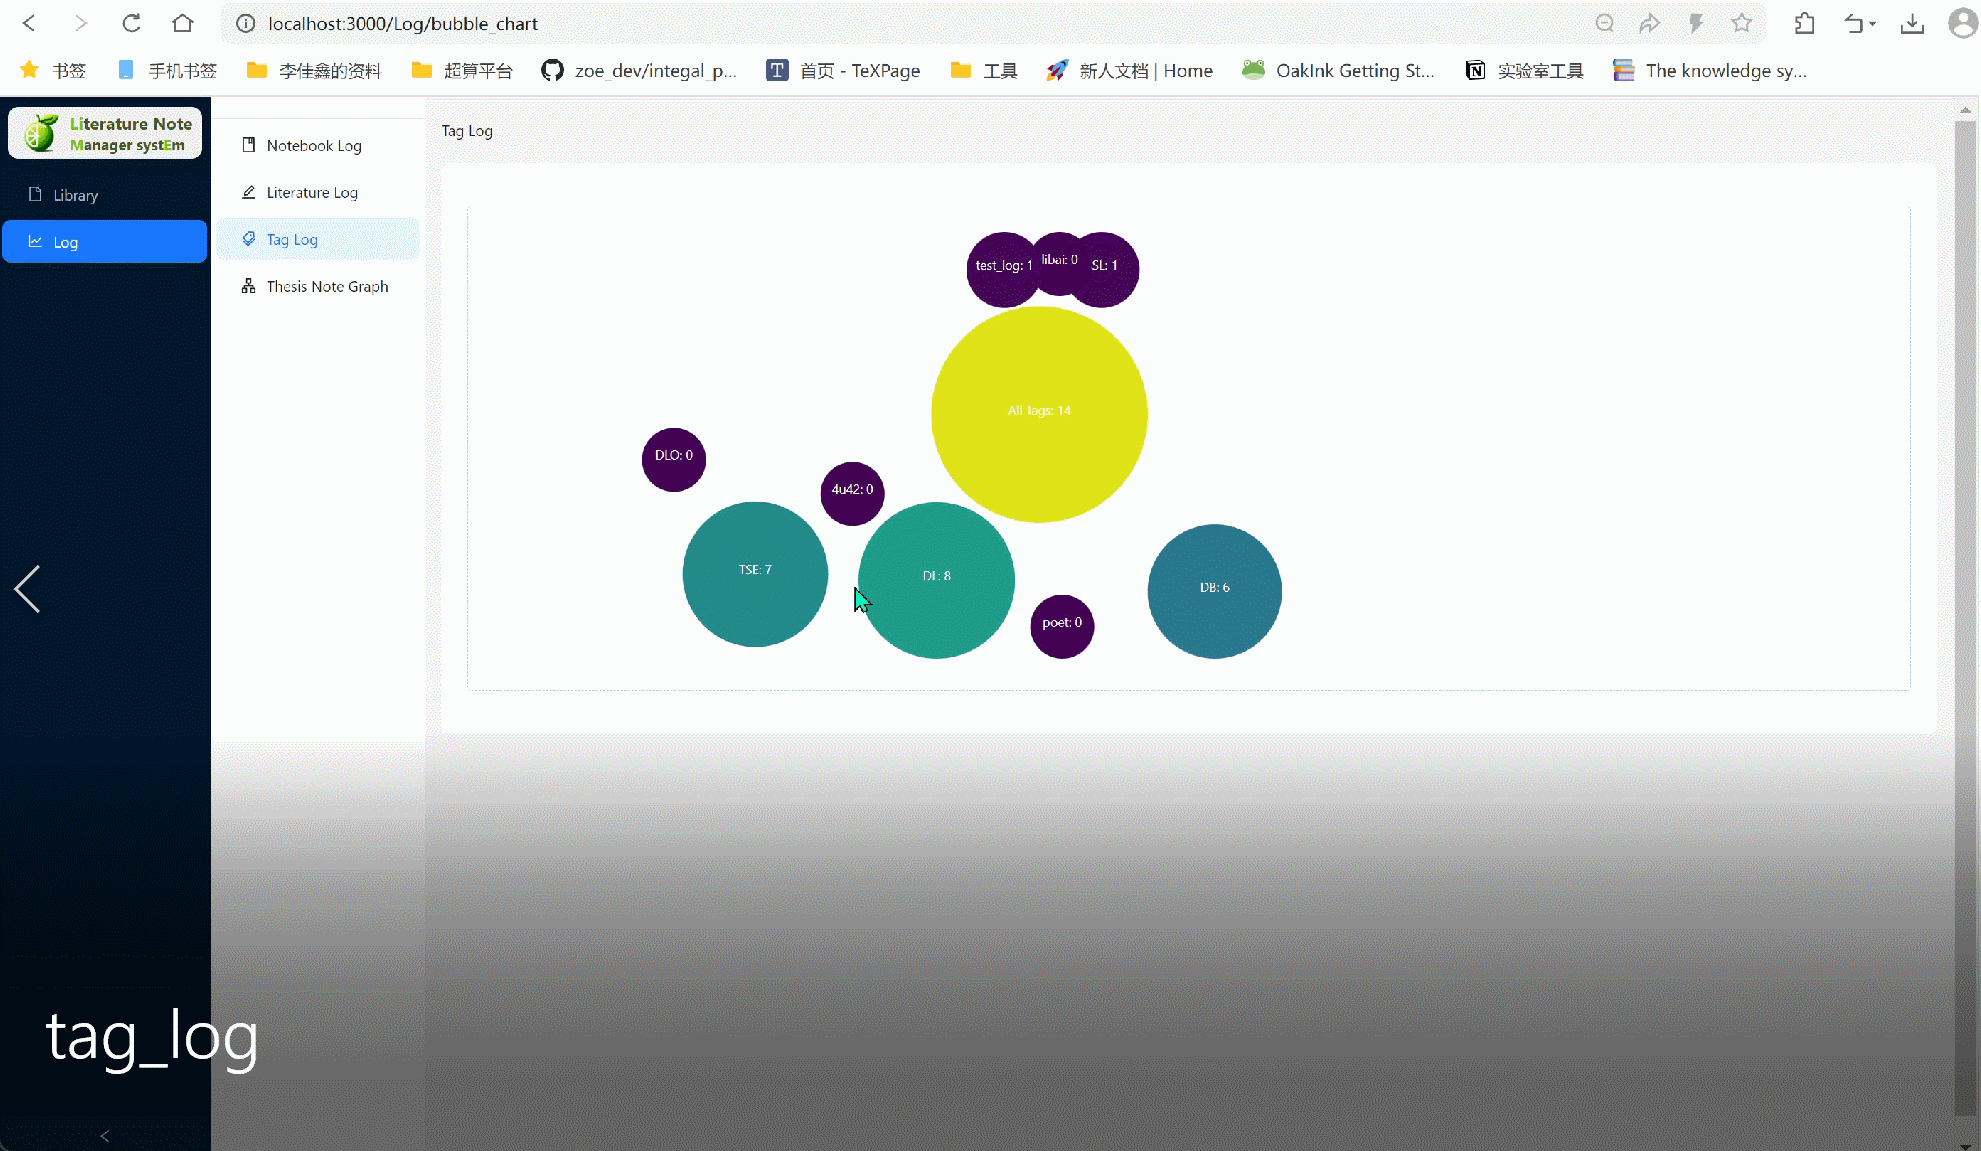 localhost:3000/Log/bubble_chart
书签
手机书签
李佳鑫的资料
超算平台
zoe_dev/integal_p...
首页 - TeXPage
工具
新人文档 | Home
OakInk Getting St...
实验室工具
The knowledge sy...
Literature Note
Manager systEm
Library
Log
Notebook Log
Literature Log
Tag Log
Thesis Note Graph
Tag Log
test_log: 1
libai: 0
SL: 1
All Tags: 14
DLO: 0
4u42: 0
TSE: 7
DL: 8
DB: 6
poet: 0
tag_log